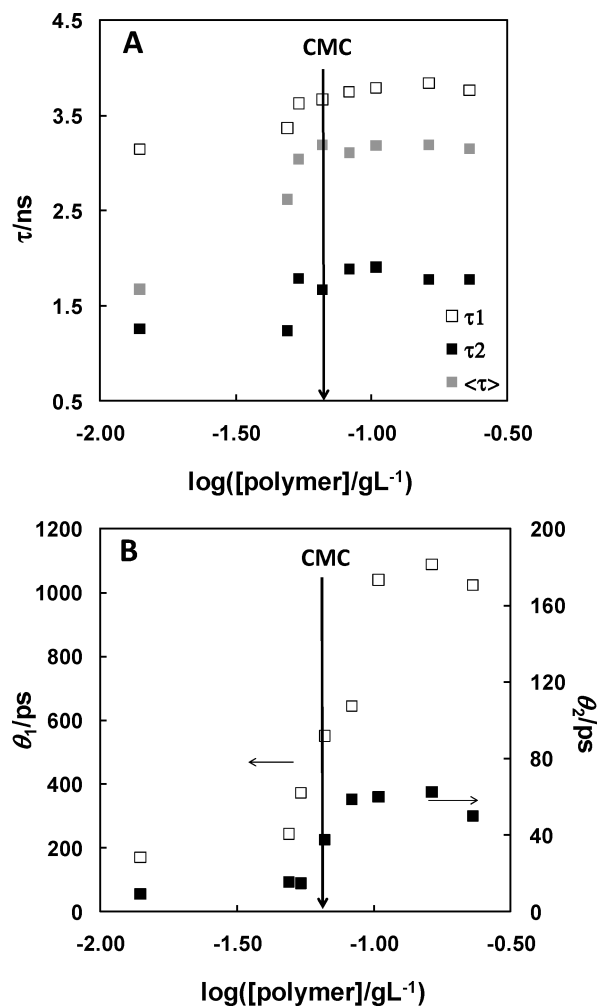 A
CMC
4.5
3.5
2.5
1.5
0.5
τ/ns
τ1
τ2
<τ>
-2.00 -1.50 -1.00 -0.50
log([polymer]/gL⁻¹)
B
CMC
1200
1000
800
600
400
200
0
θ₁/ps
200
160
120
80
40
0
θ₂/ps
-2.00 -1.50 -1.00 -0.50
log([polymer]/gL⁻¹)